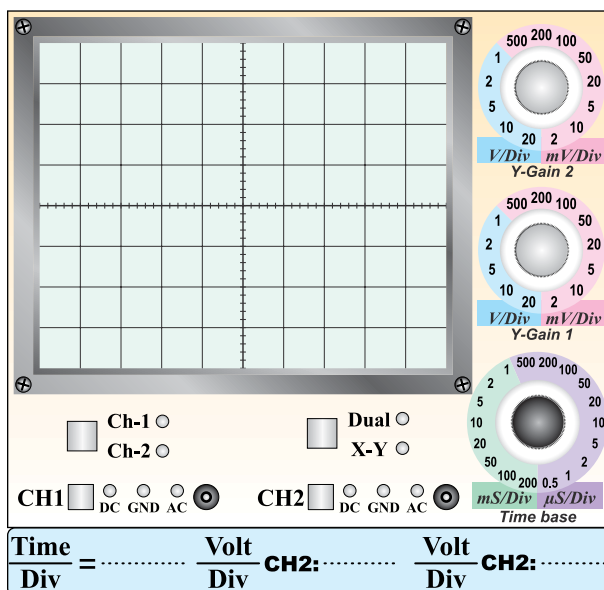 500 200 100
1 50
2 20
5 5
10 10
20 2
V/Div mV/Div
Y-Gain 2
500 200 100
1 50
2 20
5 5
10 10
20 2
V/Div mV/Div
Y-Gain 1
500 200
1 100
2 50
5 20
10 10
20 5
50 2
100 1
200 0.5
mS/Div µS/Div
Time base
Ch-1
Ch-2
Dual
X-Y
CH1 DC GND AC
CH2 DC GND AC
Time/Div = .......... Volt/Div CH2: .......... Volt/Div CH2: ..........